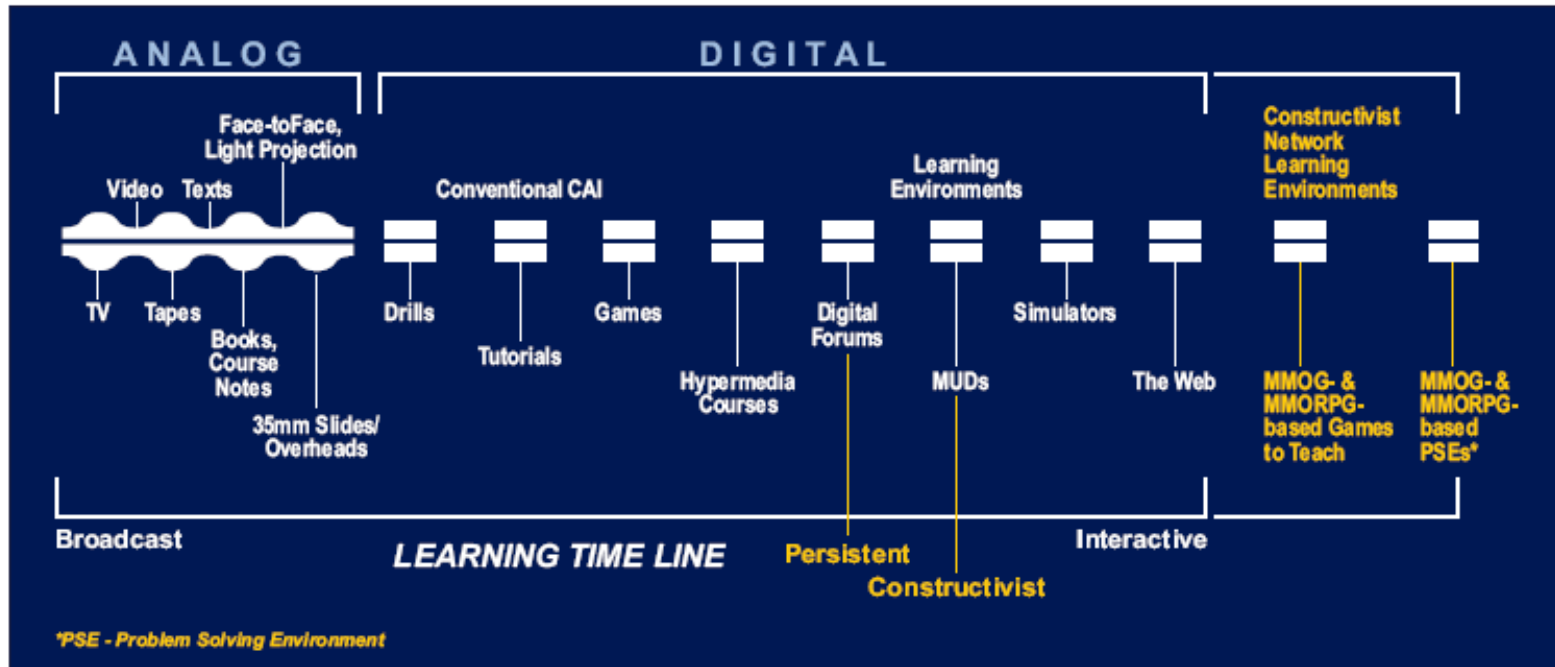 ANALOG
DIGITAL
Face-toFace,
Light Projection
Video
Texts
Conventional CAI
Learning
Environments
Constructivist
Network
Learning
Environments
TV
Tapes
Books,
Course
Notes
35mm Slides/
Overheads
Drills
Tutorials
Games
Hypermedia
Courses
Digital
Forums
MUDs
Simulators
The Web
MMOG- &
MMORPG-
based Games
to Teach
MMOG- &
MMORPG-
based
PSEs*
Broadcast
LEARNING TIME LINE
Persistent
Constructivist
Interactive
*PSE - Problem Solving Environment